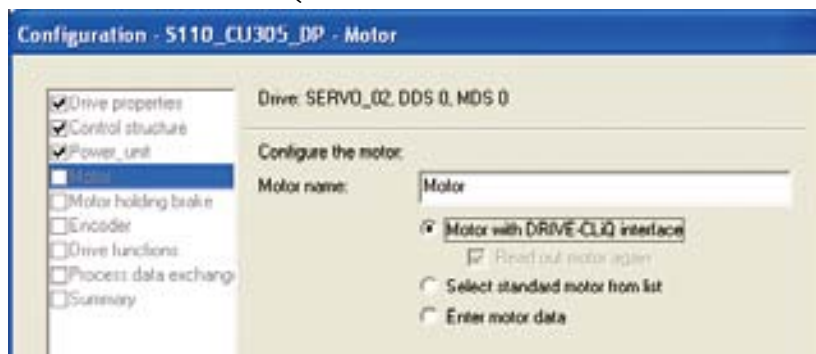 Configuration - S110_CU305_DP - Motor
Drive properties
Control structure
Power_unit
Motor
Motor holding brake
Encoder
Drive functions
Process data exchang
Summary
Drive: SERVO_02, DDS 0, MDS 0
Configure the motor:
Motor name:
Motor
Motor with DRIVE-CLiQ interface
Read out motor again
Select standard motor from list
Enter motor data